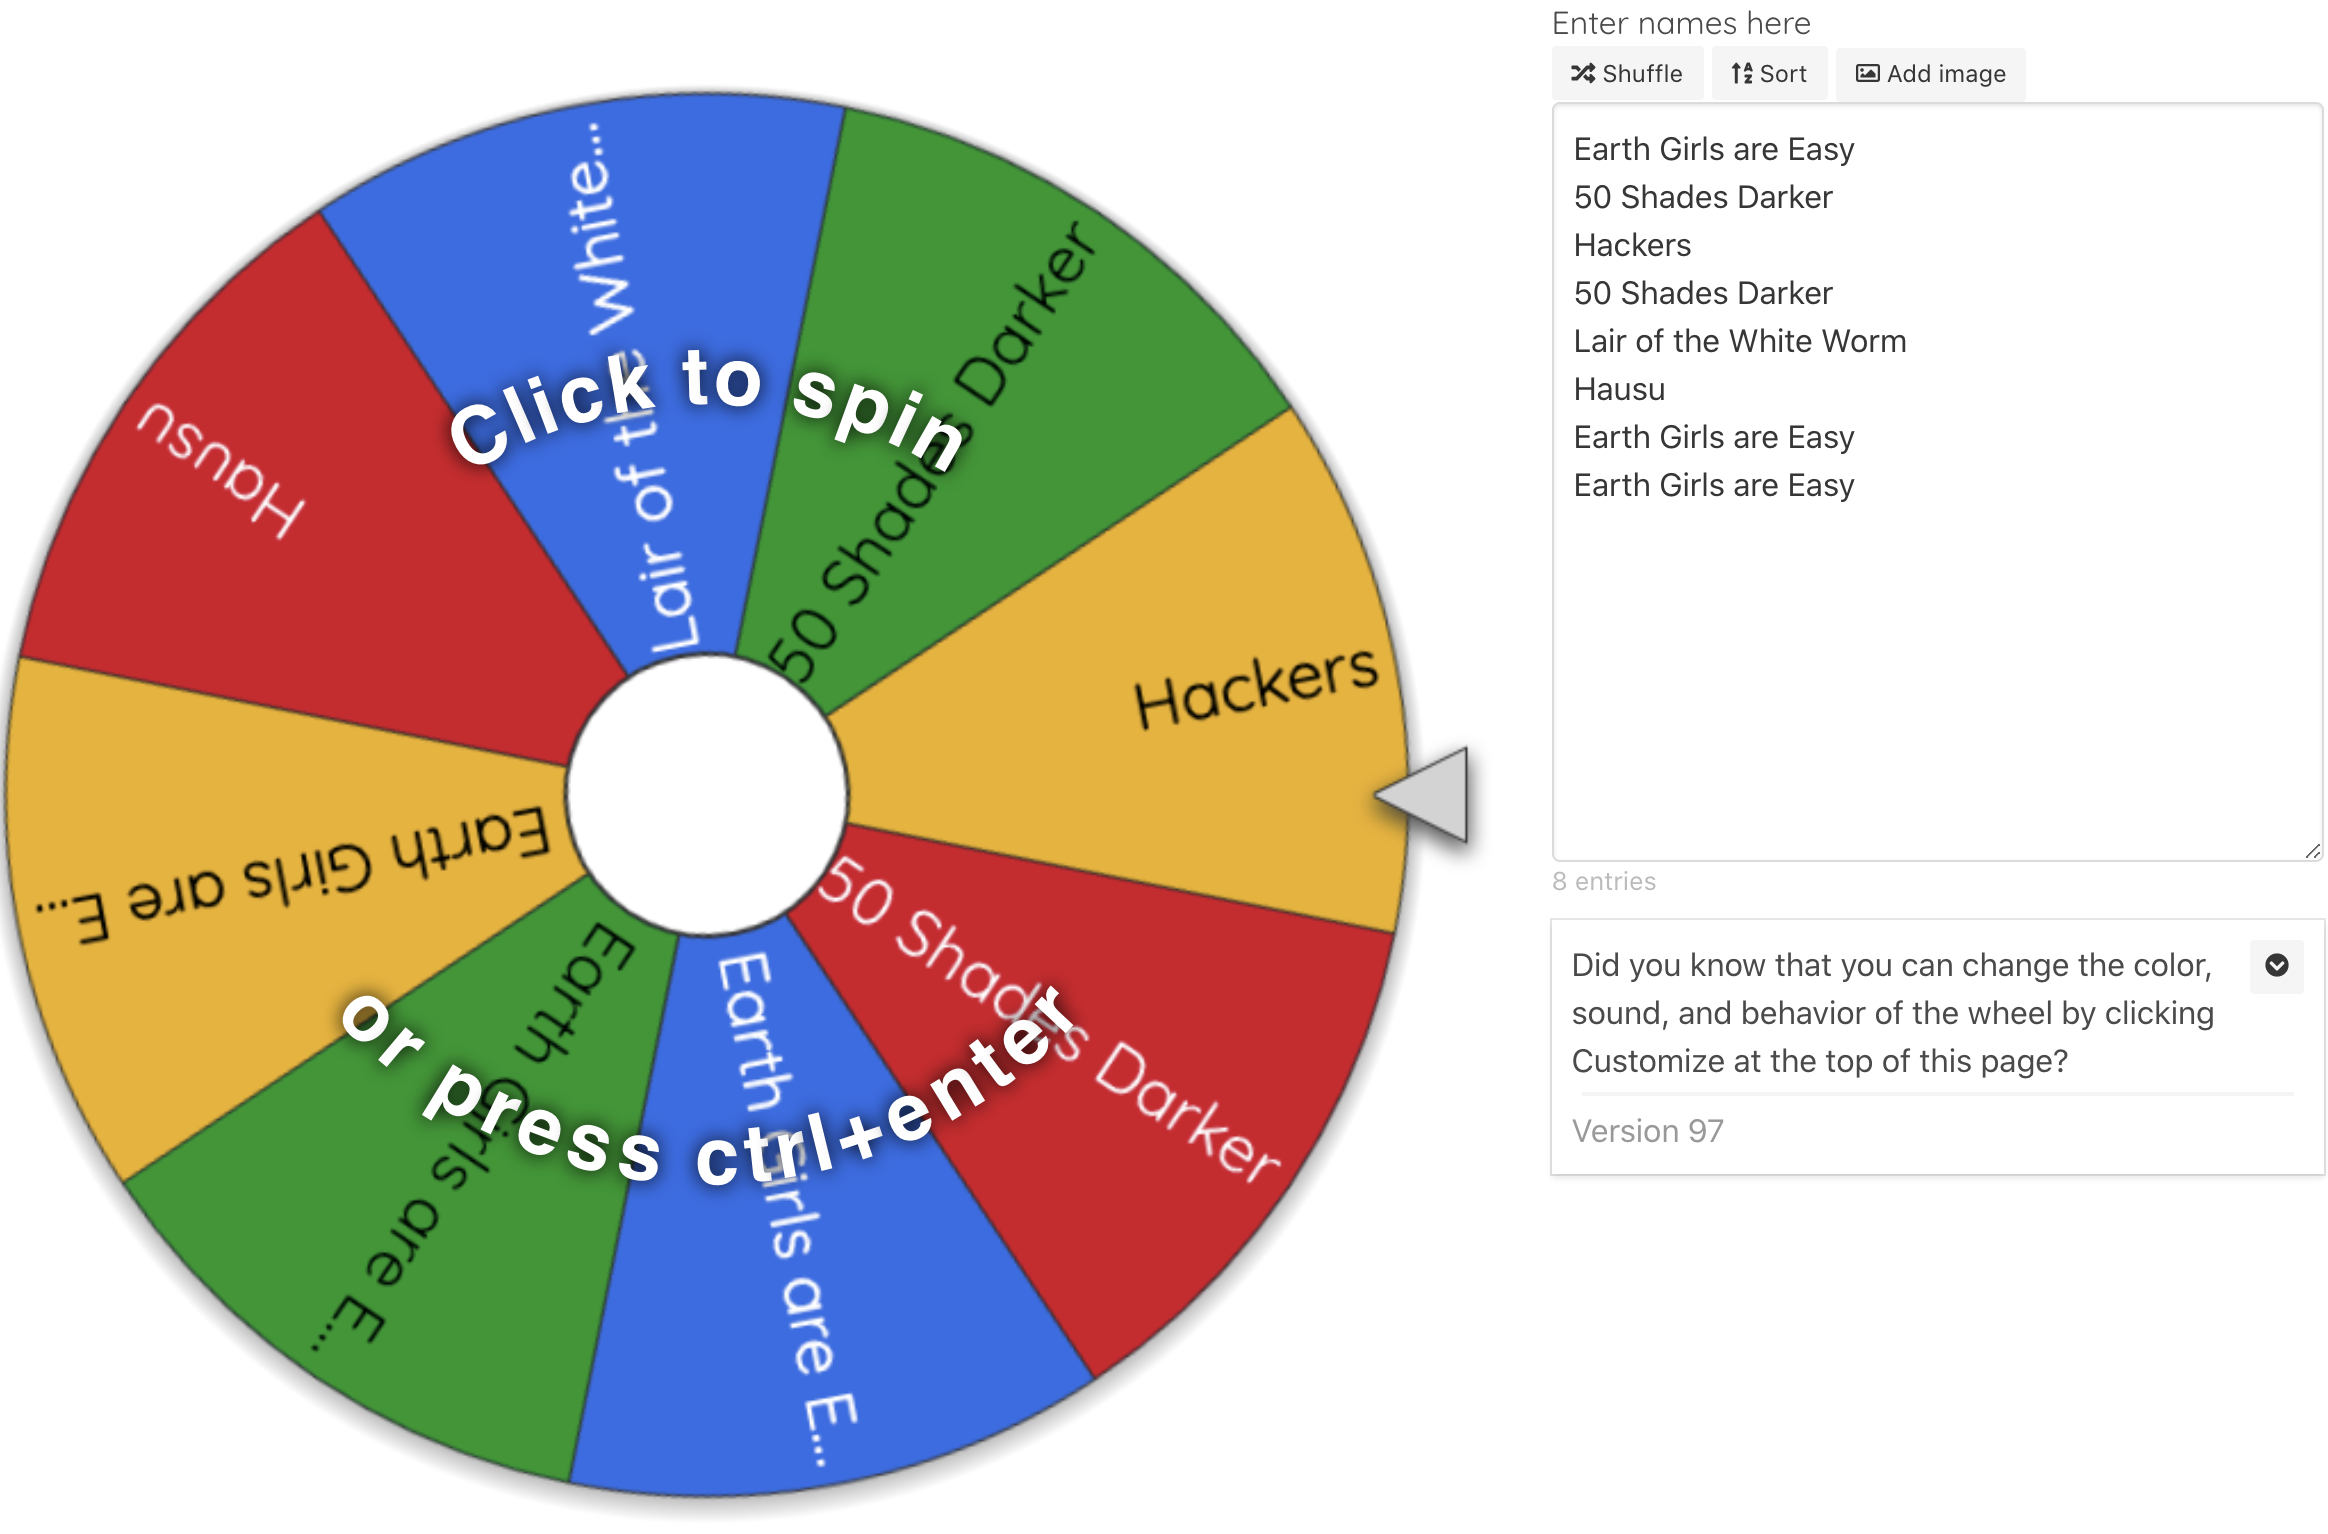 Enter names here
Shuffle
Sort
Add image
Earth Girls are Easy
50 Shades Darker
Hackers
50 Shades Darker
Lair of the White Worm
Hausu
Earth Girls are Easy
Earth Girls are Easy
8 entries
Did you know that you can change the color,
sound, and behavior of the wheel by clicking
Customize at the top of this page?
Version 97
Click to spin
or press ctrl+enter
Lair of the White...
50 Shades Darker
Hackers
50 Shades Darker
Earth Girls are E...
Earth Girls are E...
Earth Girls are E...
Hausu